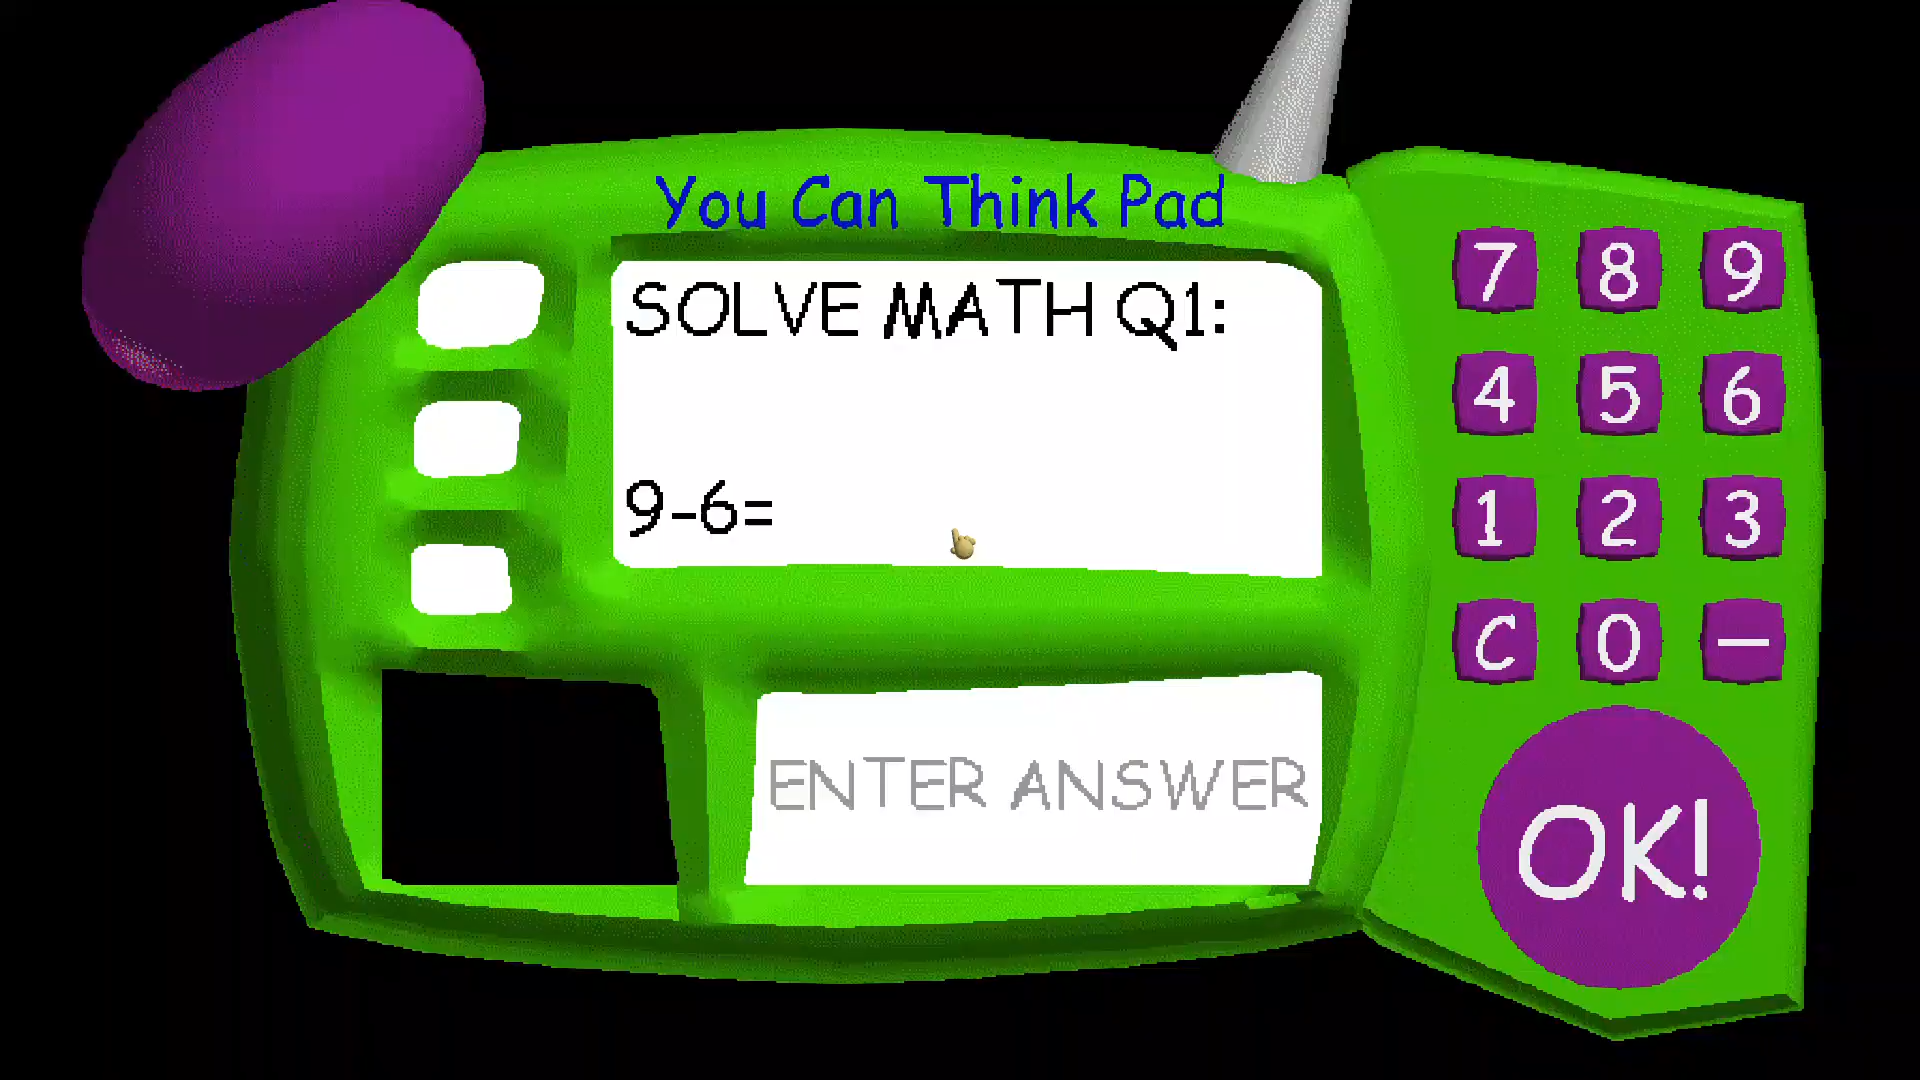 You Can Think Pad
SOLVE MATH Q1:
9-6=
ENTER ANSWER
7 8 9
4 5 6
1 2 3
C 0 —
OK!